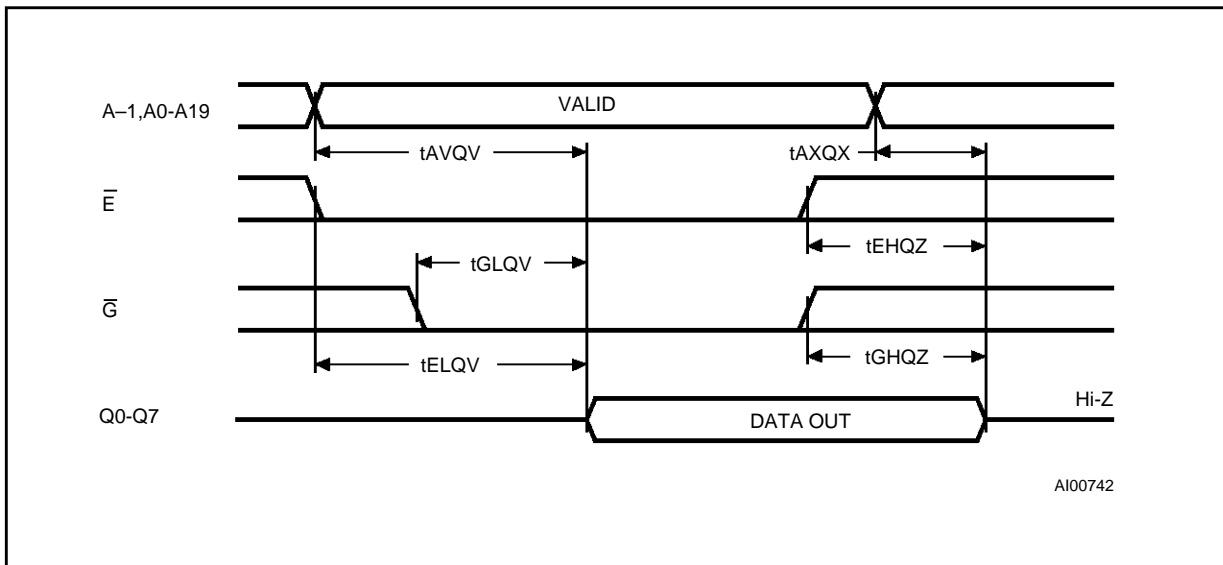 A–1,A0-A19
VALID
tAVQV
tAXQX
E̅
tEHQZ
tGLQV
G̅
tGHQZ
tELQV
Hi-Z
Q0-Q7
DATA OUT
AI00742